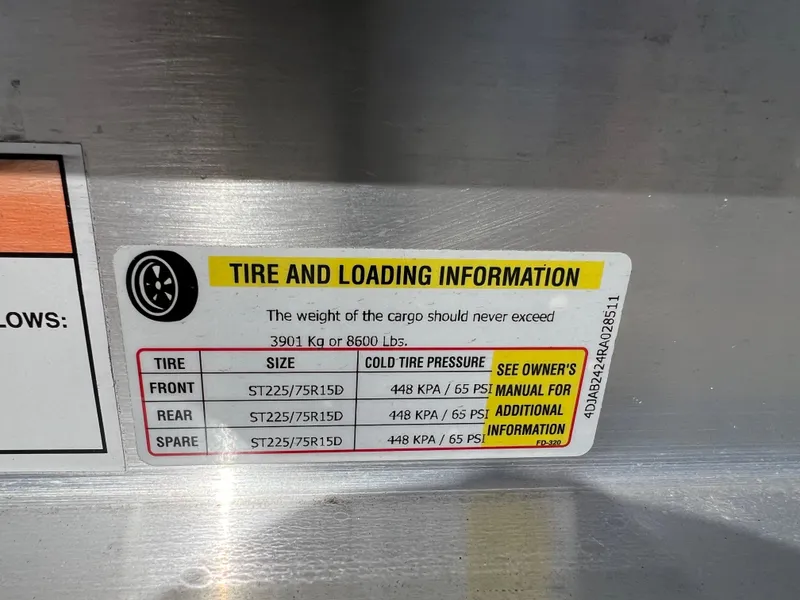 LOWS:
TIRE AND LOADING INFORMATION
The weight of the cargo should never exceed
3901 Kg or 8600 Lbs.
TIRE SIZE COLD TIRE PRESSURE
FRONT ST225/75R15D 448 KPA / 65 PSI
REAR ST225/75R15D 448 KPA / 65 PSI
SPARE ST225/75R15D 448 KPA / 65 PSI
SEE OWNER'S
MANUAL FOR
ADDITIONAL
INFORMATION
FD-320
4DJAB2424RA028511